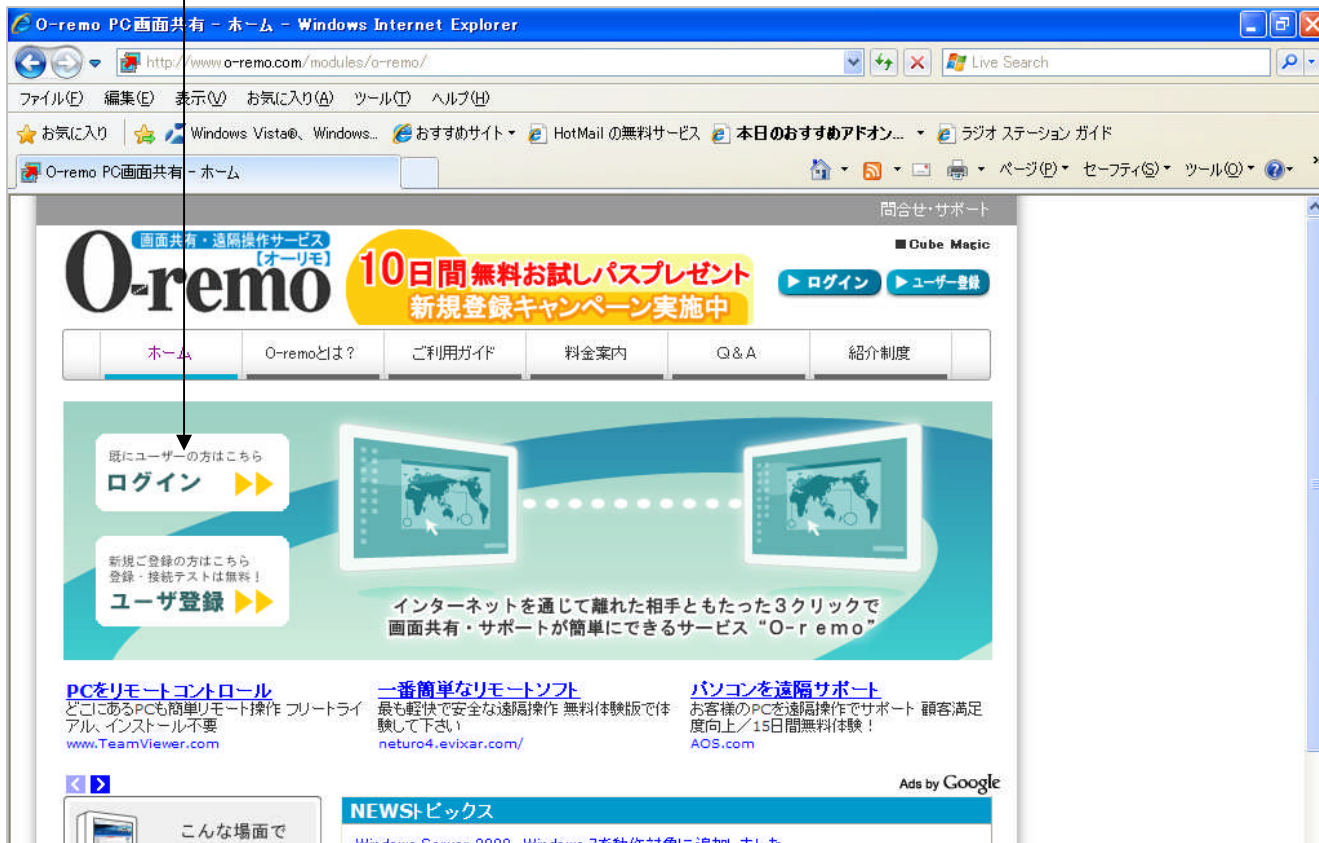 O-remo PC画面共有 - ホーム - Windows Internet Explorer
http://www.o-remo.com/modules/o-remo/
Live Search
ファイル(F) 編集(E) 表示(V) お気に入り(A) ツール(T) ヘルプ(H)
お気に入り Windows Vista®、Windows... おすすめサイト HotMail の無料サービス 本日のおすすめアドオン... ラジオ ステーション ガイド
O-remo PC画面共有 - ホーム
ページ(P) セーフティ(S) ツール(O)
問合せ・サポート
画面共有・遠隔操作サービス
【オーリモ】
O-remo
10日間無料お試しパスプレゼント
新規登録キャンペーン実施中
■Cube Magic
ログイン ユーザー登録
ホーム O-remoとは? ご利用ガイド 料金案内 Q&A 紹介制度
既にユーザーの方はこちら
ログイン
新規ご登録の方はこちら
登録・接続テストは無料!
ユーザ登録
インターネットを通じて離れた相手ともたった3クリックで
画面共有・サポートが簡単にできるサービス“O-remo”
PCをリモートコントロール
どこにあるPCも簡単リモート操作 フリートライ
アル、インストール不要
www.TeamViewer.com
一番簡単なリモートソフト
最も軽快で安全な遠隔操作 無料体験版で体
験して下さい
neturo4.evixar.com/
パソコンを遠隔サポート
お客様のPCを遠隔操作でサポート 顧客満足
度向上/15日間無料体験!
AOS.com
Ads by Google
こんな場面で
NEWSトピックス
Windows Server 2008、Windows 7を動作対象に追加しました